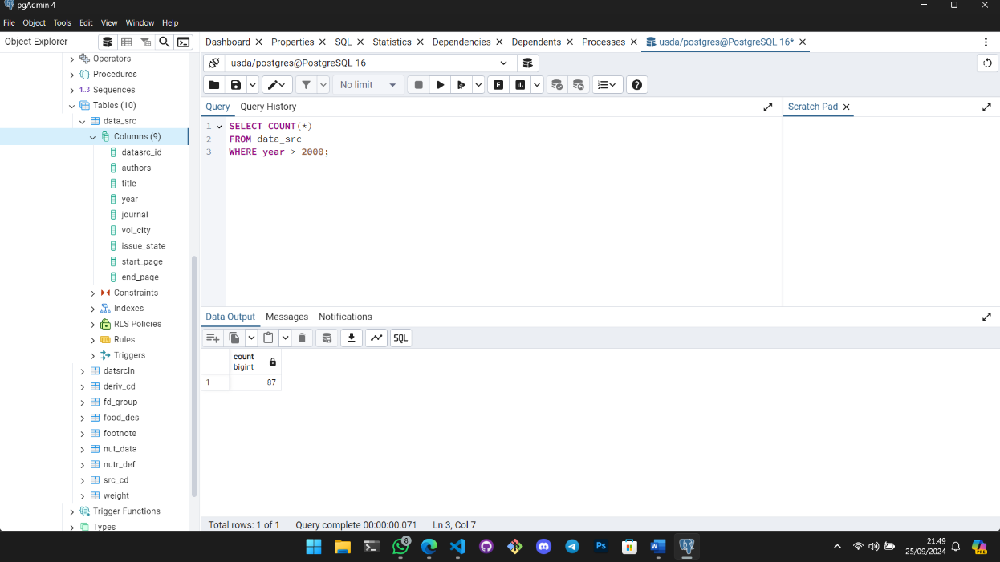 pgAdmin 4
File Object Tools Edit View Window Help
Object Explorer
Dashboard Properties SQL Statistics Dependencies Dependents Processes usda/postgres@PostgreSQL 16*
Operators
Procedures
1..3 Sequences
Tables (10)
data_src
Columns (9)
datasrc_id
authors
title
year
journal
vol_city
issue_state
start_page
end_page
Constraints
Indexes
RLS Policies
Rules
Triggers
datsrcln
deriv_cd
fd_group
food_des
footnote
nut_data
nutr_def
src_cd
weight
Trigger Functions
Types
usda/postgres@PostgreSQL 16
No limit
E
Query Query History
Scratch Pad
1 SELECT COUNT(*)
2 FROM data_src
3 WHERE year > 2000;
Data Output Messages Notifications
SQL
count
bigint
1 87
Total rows: 1 of 1 Query complete 00:00:00.071 Ln 3, Col 7
8
Ps
W
21.49
25/09/2024
PRE